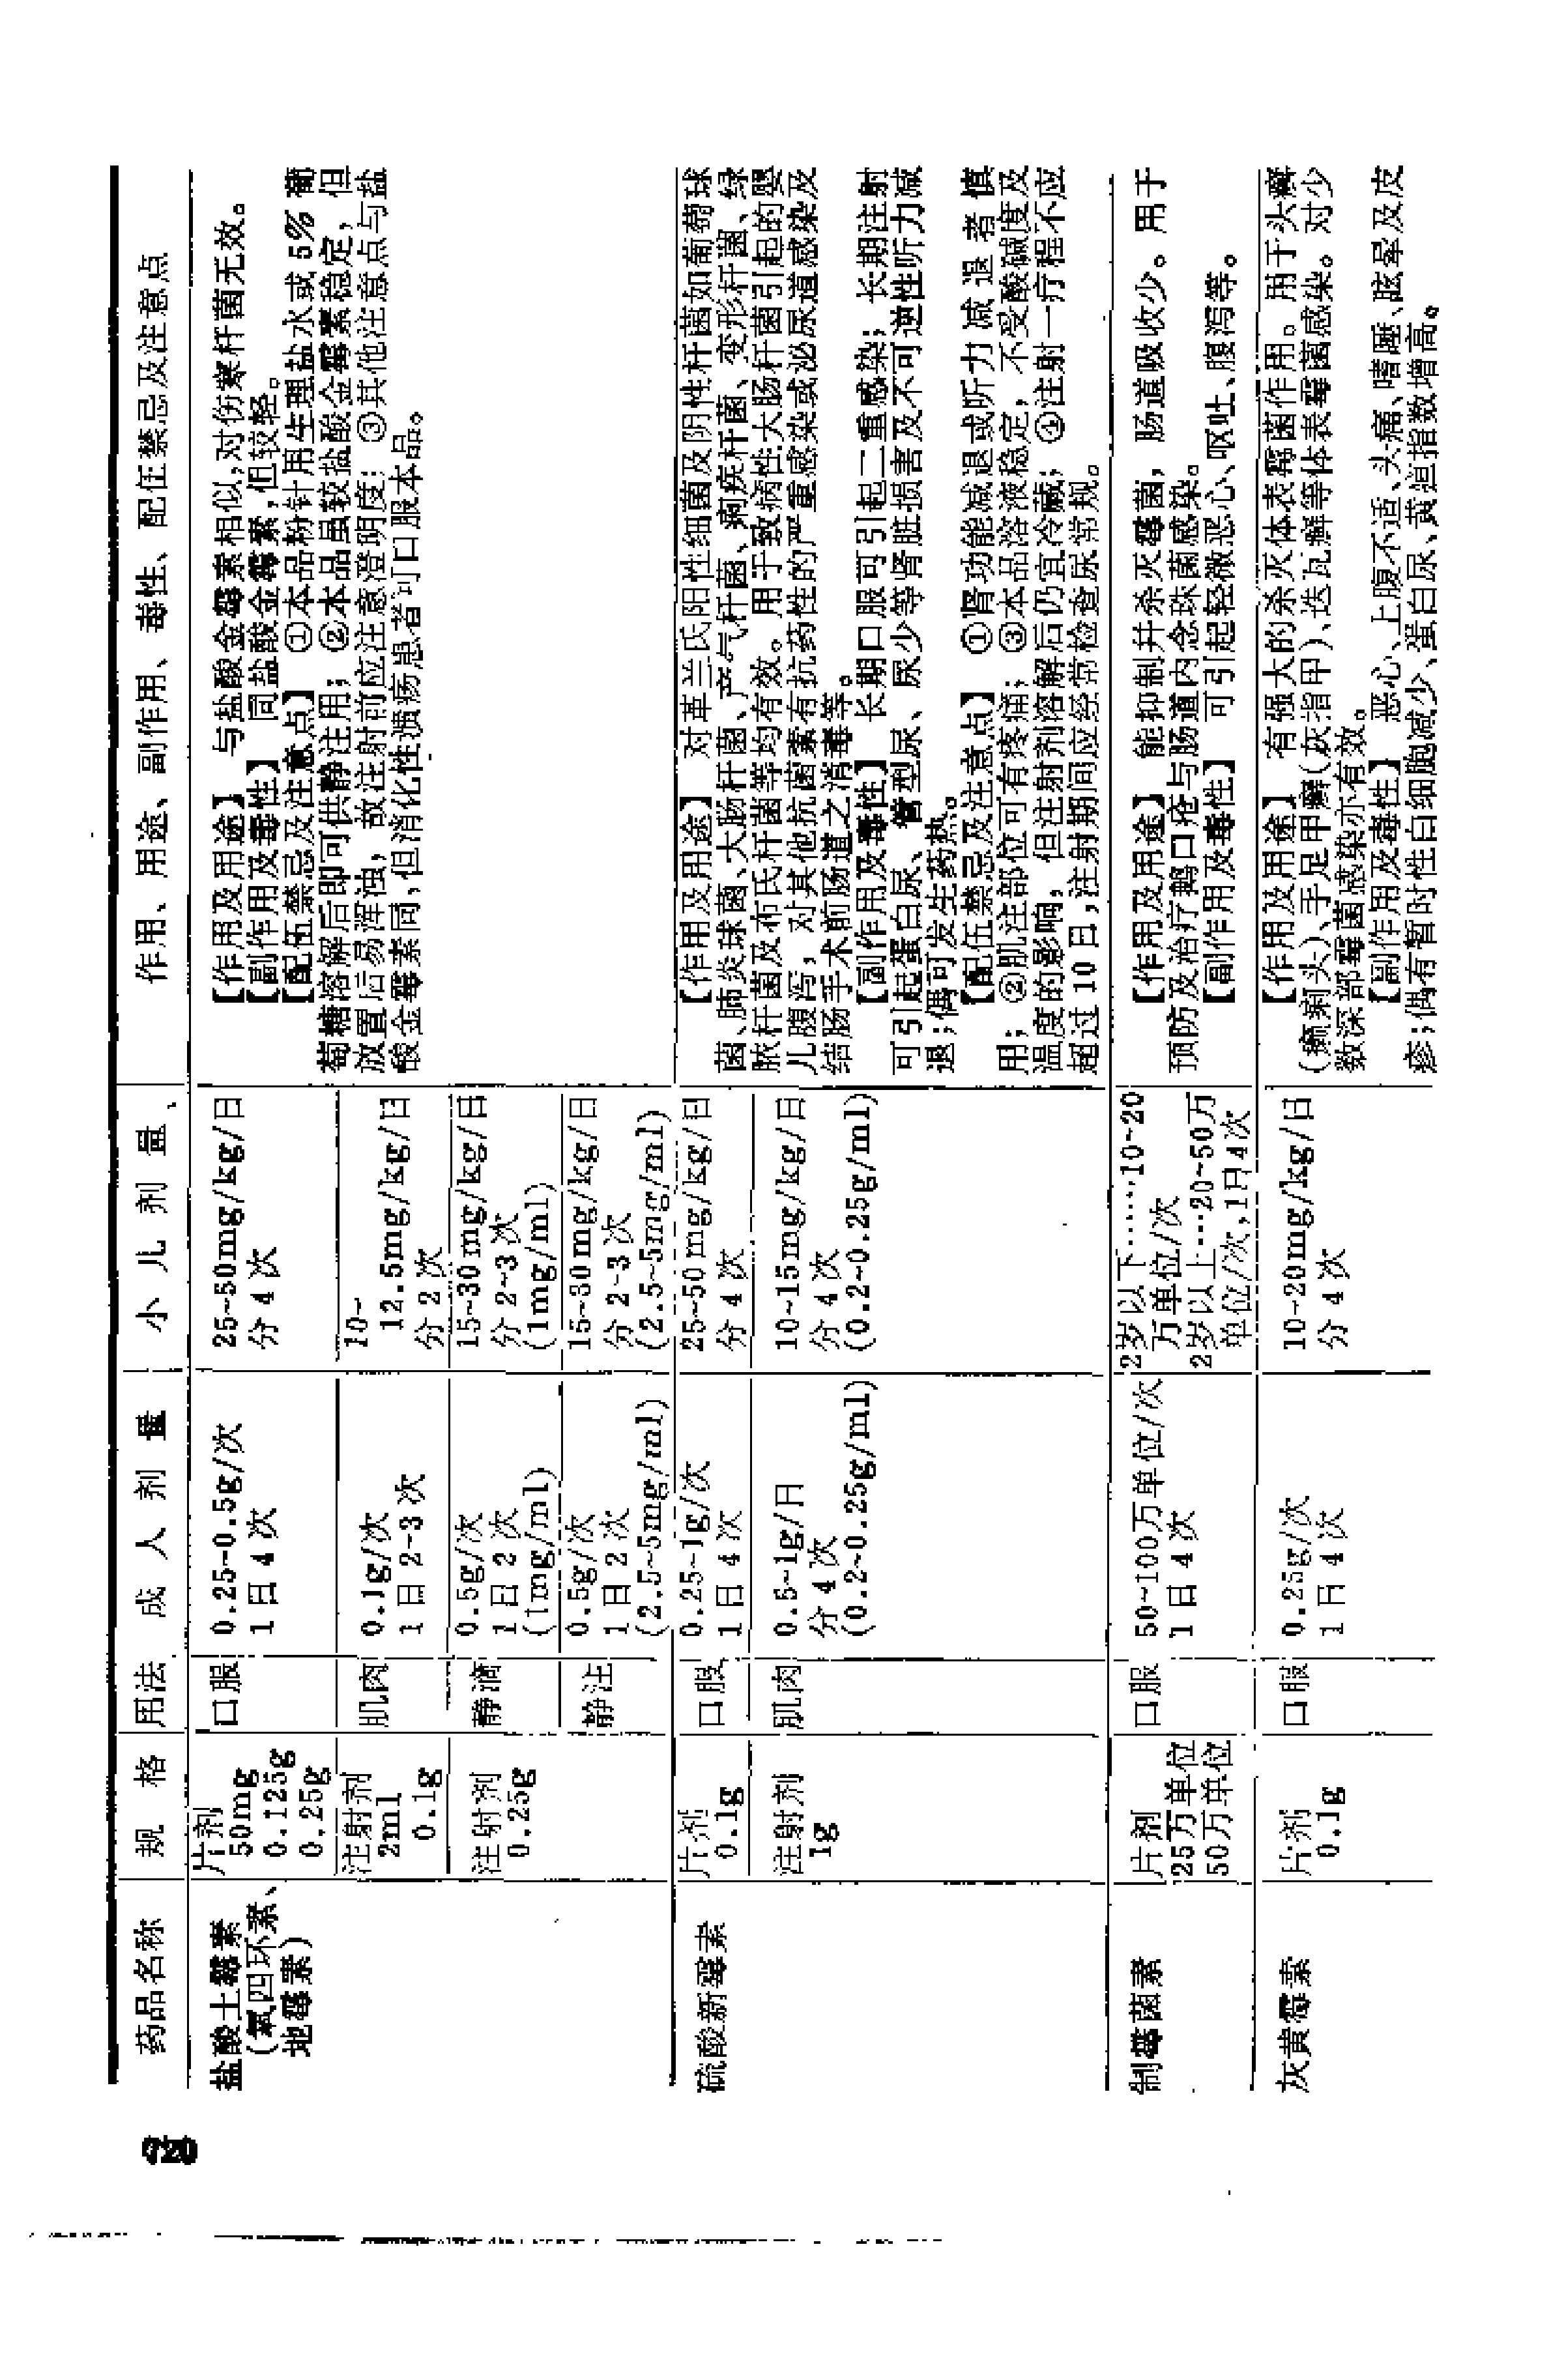 720
药品名称 规格 用法 成人剂量 小儿剂量 作用、用途、副作用、毒性、配伍禁忌及注意点
盐酸土霉素
(氧四环素、
地霉素)
片剂
50mg
0.125g
0.25g
口服
0.25~0.5g/次
1日4次
25~50mg/kg/日
分4次
注射剂
2ml
0.1g
肌肉
0.1g/次
1日2~3次
10~
12.5mg/kg/日
分2次
注射剂
0.25g
静滴
0.5g/次
1日2次
(1mg/ml)
15~30mg/kg/日
分2~3次
(1mg/ml)
静注
0.5g/次
1日2次
(2.5~5mg/ml)
15~30mg/kg/日
分2~3次
(2.5~5mg/ml)
【作用及用途】 与盐酸金霉素相似,对伤寒杆菌无效。
【副作用及毒性】 同盐酸金霉素,但较轻。
【配伍禁忌及注意点】 ①本品粉针用生理盐水或5%葡
萄糖溶解后即可供静注用；②本品虽较盐酸金霉素稳定，但
放置后易浑浊，故注射前应注意澄明度；③其他注意点与盐
酸金霉素同,但消化性溃疡患者可口服本品。
硫酸新霉素
片剂
0.1g
口服
0.25~1g/次
1日4次
25~50mg/kg/日
分4次
注射剂
1g
肌肉
0.5~1g/日
分4次
(0.2~0.25g/ml)
10~15mg/kg/日
分4次
(0.2~0.25g/ml)
【作用及用途】 对革兰氏阳性细菌及阴性杆菌如葡萄球
菌、肺炎球菌、大肠杆菌、产气杆菌、痢疾杆菌、变形杆菌、绿
脓杆菌及布氏杆菌等均有效。用于致病性大肠杆菌引起的婴
儿腹泻，对其他抗菌素有抗药性的严重感染或泌尿道感染及
结肠手术前肠道之消毒等。
【副作用及毒性】 长期口服可引起二重感染；长期注射
可引起蛋白尿、管型尿、尿少等肾脏损害及不可逆性听力减
退；偶可发生药热。
【配伍禁忌及注意点】 ①肾功能减退或听力减退者慎
用；②肌注部位可有疼痛；③本品溶液稳定，不受酸碱度及
温度的影响，但注射剂溶解后仍宜冷藏；④注射一疗程不应
超过10日,注射期间应经常检查尿常规。
制霉菌素
片剂
25万单位
50万单位
口服
50~100万单位/次
1日4次
2岁以下……10~20
万单位/次
2岁以上…20~50万
单位/次,1日4次
【作用及用途】 能抑制并杀灭霉菌，肠道吸收少。用于
预防及治疗鹅口疮与肠道内念珠菌感染。
【副作用及毒性】 可引起轻微恶心、呕吐、腹泻等。
灰黄霉素
片剂
0.1g
口服
0.25g/次
1日4次
10~20mg/kg/日
分4次
【作用及用途】 有强大的杀灭体表霉菌作用。用于头癣
(癞痢头)、手足甲癣(灰指甲)、迭瓦癣等体表霉菌感染。对少
数深部霉菌感染亦有效。
【副作用及毒性】 恶心、上腹不适、头痛、嗜睡、眩晕及皮
疹；偶有暂时性白细胞减少、蛋白尿、黄疸指数增高。